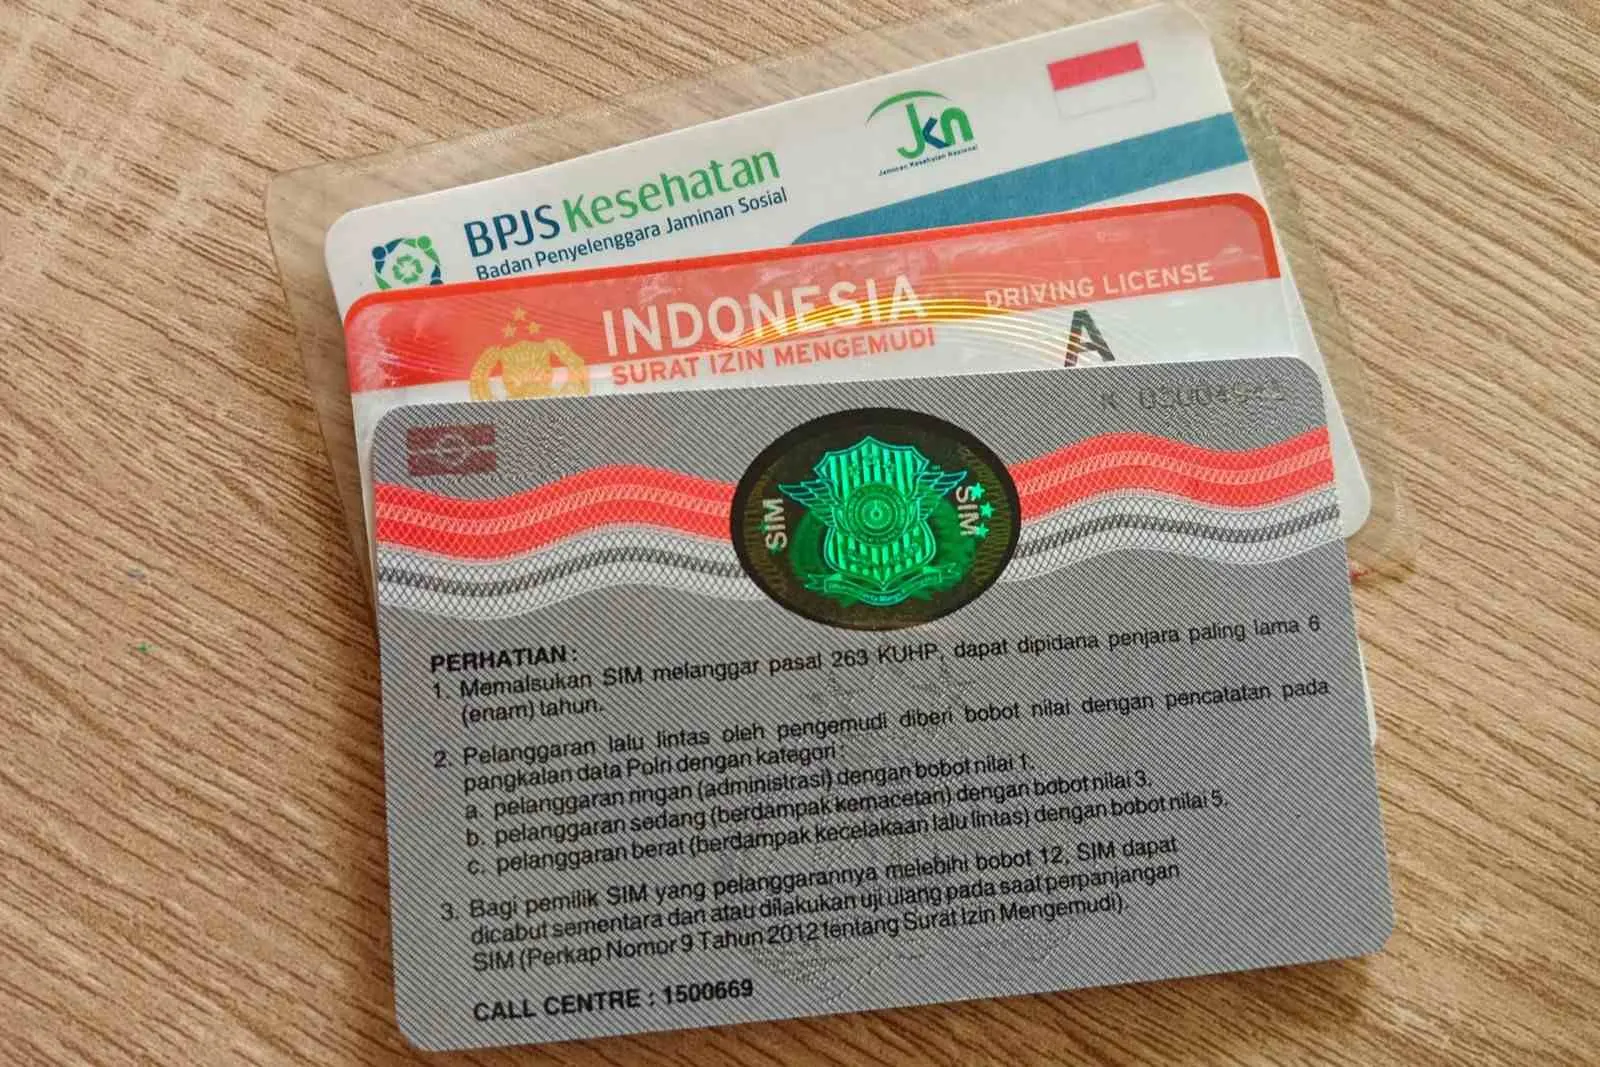 BPJS Kesehatan
Badan Penyelenggara Jaminan Sosial
Jkn
Jaminan Kesehatan Nasional
INDONESIA
DRIVING LICENSE
SURAT IZIN MENGEMUDI
A
SIM
SIM
PERHATIAN :
1. Memalsukan SIM melanggar pasal 263 KUHP, dapat dipidana penjara paling lama 6
(enam) tahun.
2. Pelanggaran lalu lintas oleh pengemudi diberi bobot nilai dengan pencatatan pada
pangkalan data Polri dengan kategori :
a. pelanggaran ringan (administrasi) dengan bobot nilai 1.
b. pelanggaran sedang (berdampak kemacetan) dengan bobot nilai 3.
c. pelanggaran berat (berdampak kecelakaan lalu lintas) dengan bobot nilai 5.
3. Bagi pemilik SIM yang pelanggarannya melebihi bobot 12, SIM dapat
dicabut sementara dan atau dilakukan uji ulang pada saat perpanjangan
SIM (Perkap Nomor 9 Tahun 2012 tentang Surat Izin Mengemudi).
CALL CENTRE : 1500669